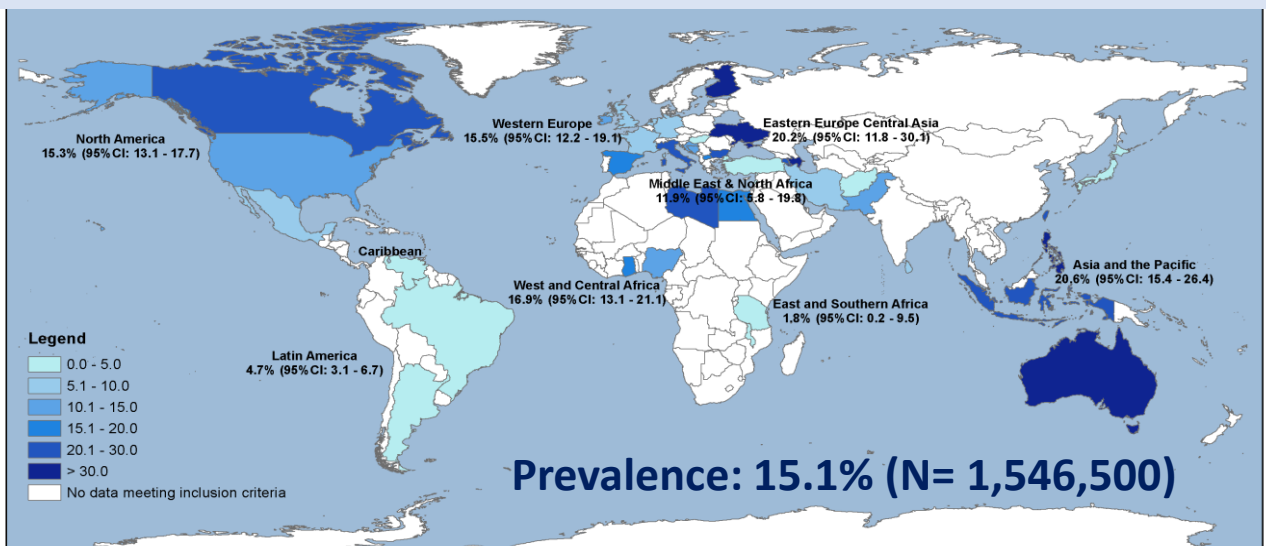 North America
15.3% (95%CI: 13.1 - 17.7)
Western Europe
15.5% (95%CI: 12.2 - 19.1)
Eastern Europe Central Asia
20.2% (95%CI: 11.8 - 30.1)
Middle East & North Africa
11.9% (95%CI: 5.8 - 19.8)
Caribbean
West and Central Africa
16.9% (95%CI: 13.1 - 21.1)
East and Southern Africa
1.8% (95%CI: 0.2 - 9.5)
Asia and the Pacific
20.6% (95%CI: 15.4 - 26.4)
Latin America
4.7% (95%CI: 3.1 - 6.7)
Legend
0.0 - 5.0
5.1 - 10.0
10.1 - 15.0
15.1 - 20.0
20.1 - 30.0
> 30.0
No data meeting inclusion criteria
Prevalence: 15.1% (N= 1,546,500)